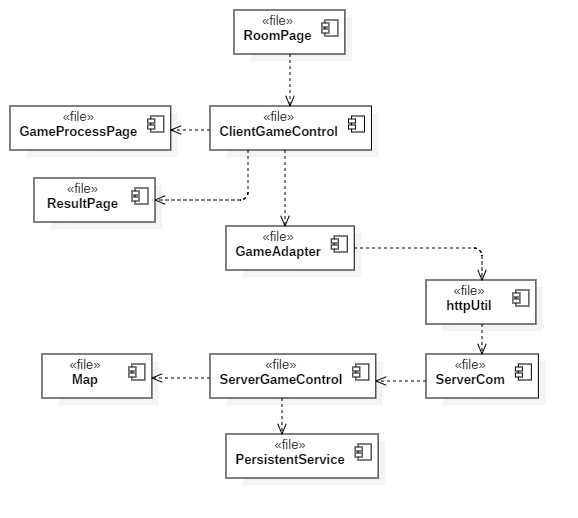 «file»
RoomPage
«file»
GameProcessPage
«file»
ClientGameControl
«file»
ResultPage
«file»
GameAdapter
«file»
httpUtil
«file»
Map
«file»
ServerGameControl
«file»
ServerCom
«file»
PersistentService